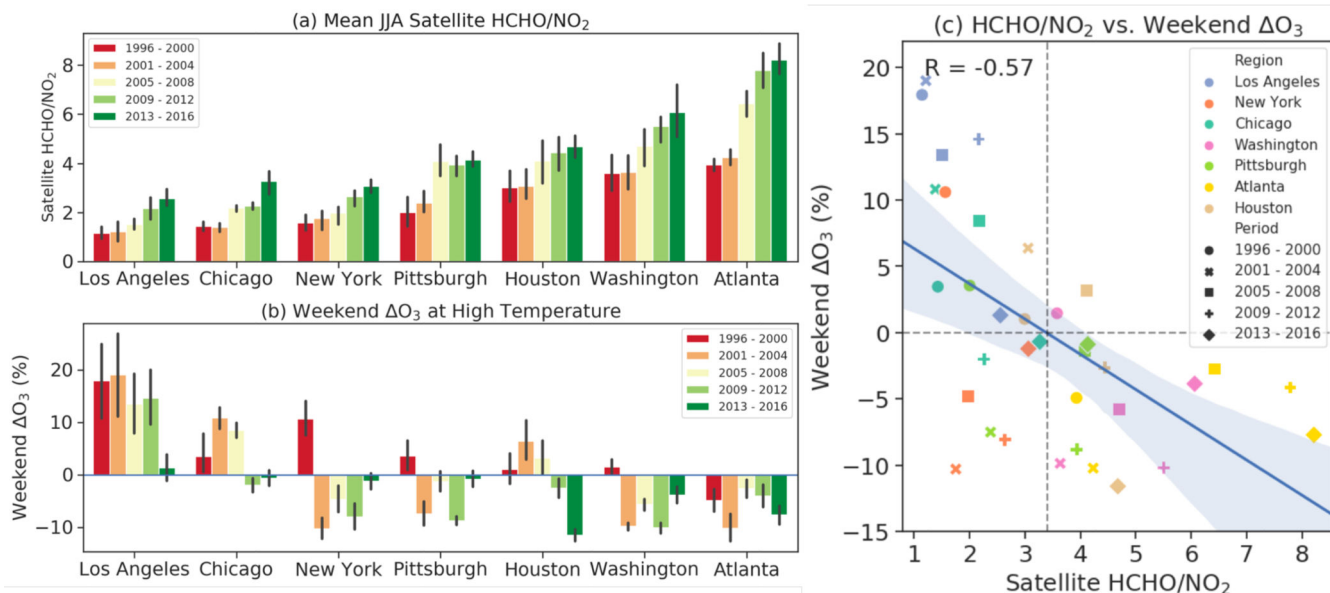 (a) Mean JJA Satellite HCHO/NO₂
Satellite HCHO/NO₂
8
6
4
2
0
1996 - 2000
2001 - 2004
2005 - 2008
2009 - 2012
2013 - 2016
Los Angeles Chicago New York Pittsburgh Houston Washington Atlanta
(b) Weekend ΔO₃ at High Temperature
Weekend ΔO₃ (%)
20
10
0
−10
1996 - 2000
2001 - 2004
2005 - 2008
2009 - 2012
2013 - 2016
Los Angeles Chicago New York Pittsburgh Houston Washington Atlanta
(c) HCHO/NO₂ vs. Weekend ΔO₃
R = -0.57
Weekend ΔO₃ (%)
20
15
10
5
0
−5
−10
−15
Region
Los Angeles
New York
Chicago
Washington
Pittsburgh
Atlanta
Houston
Period
1996 - 2000
2001 - 2004
2005 - 2008
2009 - 2012
2013 - 2016
1 2 3 4 5 6 7 8
Satellite HCHO/NO₂